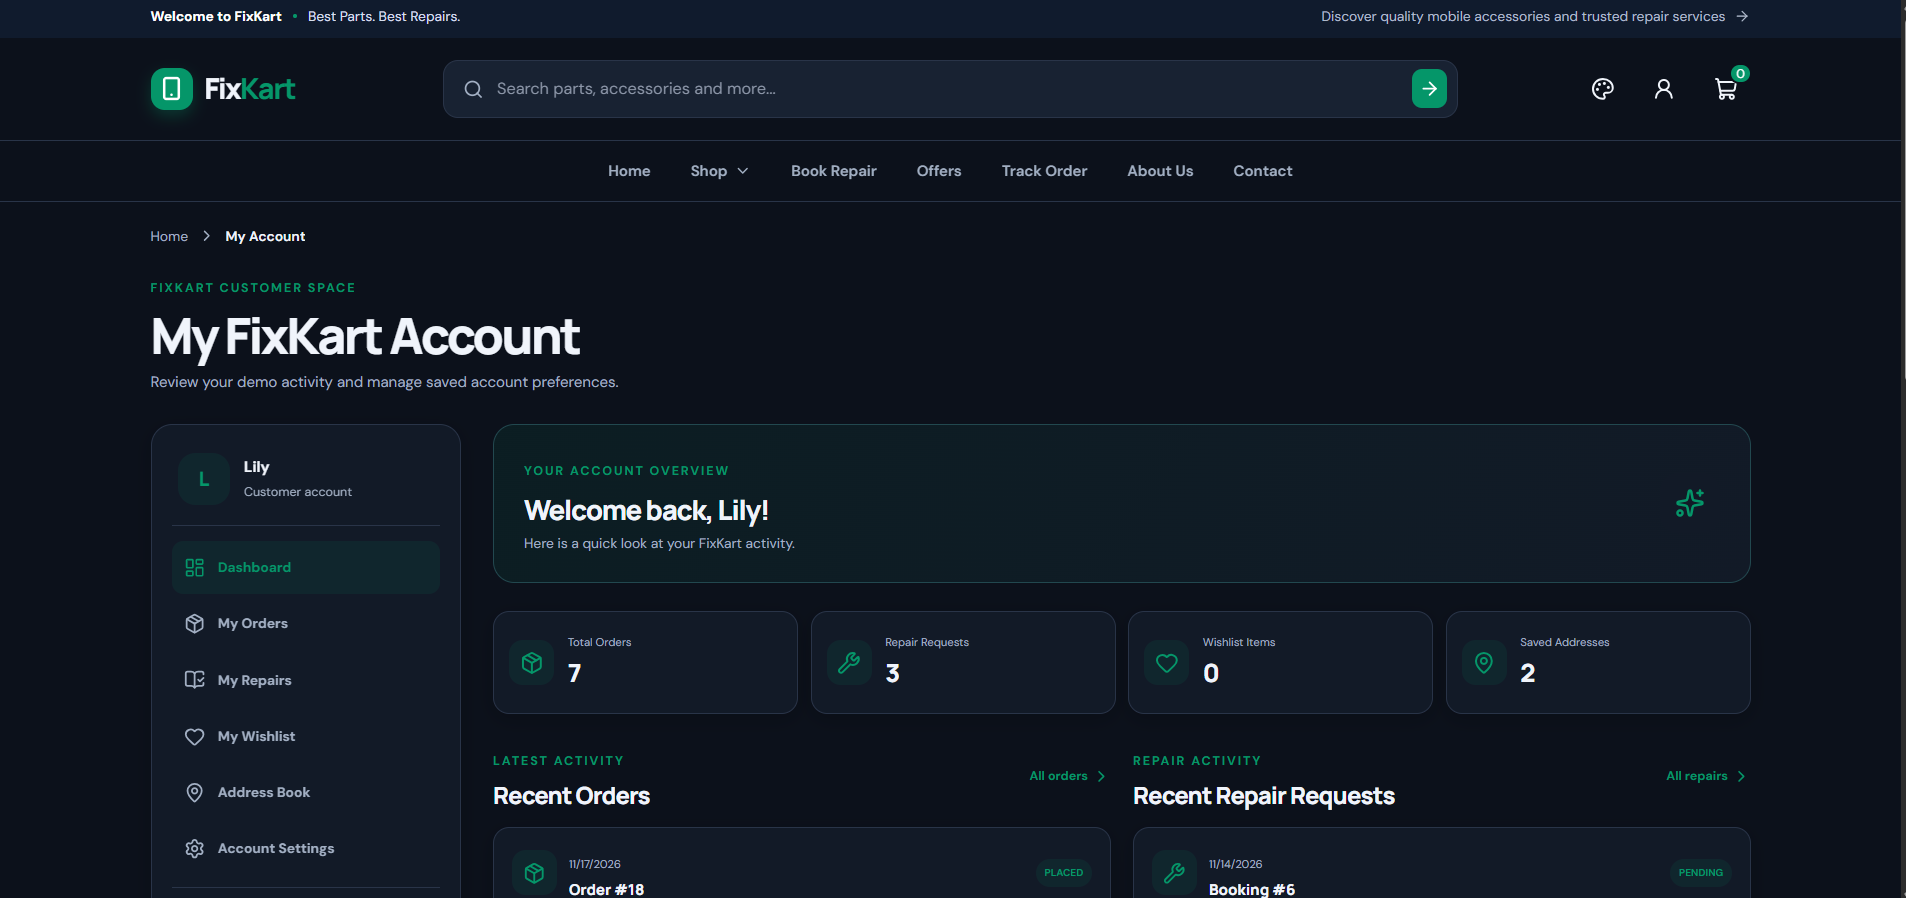 Welcome to FixKart • Best Parts. Best Repairs.
Discover quality mobile accessories and trusted repair services
FixKart
Search parts, accessories and more...
0
Home
Shop
Book Repair
Offers
Track Order
About Us
Contact
Home
My Account
FIXKART CUSTOMER SPACE
My FixKart Account
Review your demo activity and manage saved account preferences.
L
Lily
Customer account
Dashboard
My Orders
My Repairs
My Wishlist
Address Book
Account Settings
YOUR ACCOUNT OVERVIEW
Welcome back, Lily!
Here is a quick look at your FixKart activity.
Total Orders
7
Repair Requests
3
Wishlist Items
0
Saved Addresses
2
LATEST ACTIVITY
Recent Orders
All orders
11/17/2026
Order #18
PLACED
REPAIR ACTIVITY
Recent Repair Requests
All repairs
11/14/2026
Booking #6
PENDING